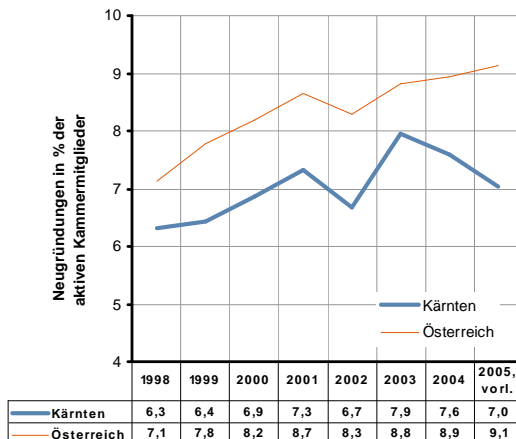 10
9
8
7
6
5
4
Neugründungen in % der
aktiven Kammermitglieder
Kärnten
Österreich
1998 1999 2000 2001 2002 2003 2004 2005, vorl.
Kärnten 6,3 6,4 6,9 7,3 6,7 7,9 7,6 7,0
Österreich 7,1 7,8 8,2 8,7 8,3 8,8 8,9 9,1